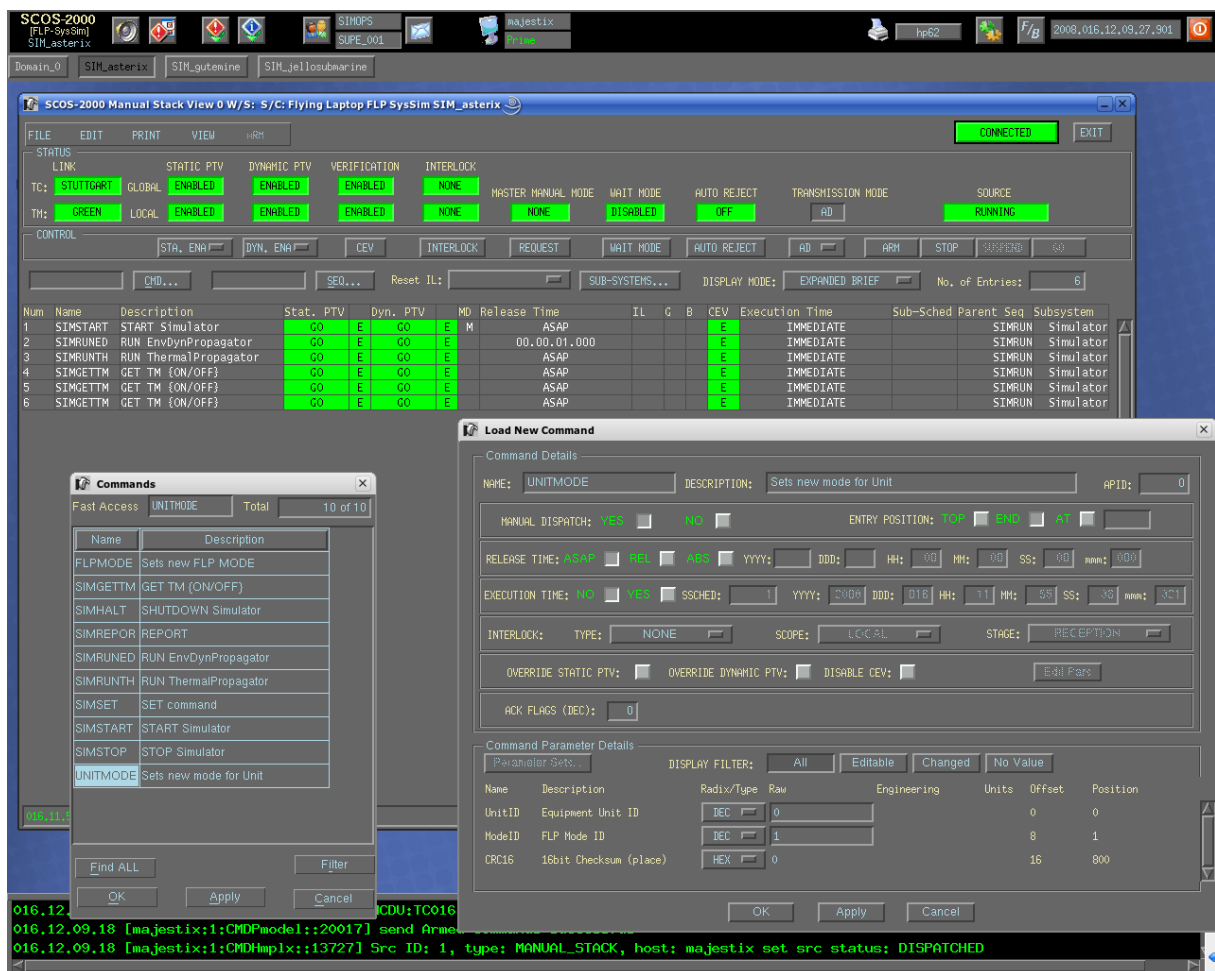 SCOS-2000
[FLP-SysSim]
SIM_asterix
SIMOPS
SUPE_001
majestix
Prime
hp62
F/B
2008.016.12.09.27.901
Domain_0 SIM_asterix SIM_gutemine SIM_jellosubmarine
SCOS-2000 Manual Stack View 0 W/S: S/C: Flying Laptop FLP SysSim SIM_asterix
FILE EDIT PRINT VIEW WRM CONNECTED EXIT
STATUS
LINK STATIC PTV DYNAMIC PTV VERIFICATION INTERLOCK
TC: STUTTGART GLOBAL ENABLED ENABLED ENABLED NONE
MASTER MANUAL MODE WAIT MODE AUTO REJECT TRANSMISSION MODE SOURCE
TM: GREEN LOCAL ENABLED ENABLED ENABLED NONE NONE DISABLED OFF AD RUNNING
CONTROL
STA. ENA DYN. ENA CEV INTERLOCK REQUEST WAIT MODE AUTO REJECT AD ARM STOP SUSPEND GO
CMD... SEQ... Reset IL: SUB-SYSTEMS... DISPLAY MODE: EXPANDED BRIEF No. of Entries: 6
Num Name Description Stat. PTV Dyn. PTV MD Release Time IL G B CEV Execution Time Sub-Sched Parent Seq Subsystem
1 SIMSTART START Simulator GO E GO E M ASAP E IMMEDIATE SIMRUN Simulator
2 SIMRUNED RUN EnvDynPropagator GO E GO E 00.00.01.000 E IMMEDIATE SIMRUN Simulator
3 SIMRUNTH RUN ThermalPropagator GO E GO E ASAP E IMMEDIATE SIMRUN Simulator
4 SIMGETTM GET TM {ON/OFF} GO E GO E ASAP E IMMEDIATE SIMRUN Simulator
5 SIMGETTM GET TM {ON/OFF} GO E GO E ASAP E IMMEDIATE SIMRUN Simulator
6 SIMGETTM GET TM {ON/OFF} GO E GO E ASAP E IMMEDIATE SIMRUN Simulator
Commands
Fast Access UNITMODE Total 10 of 10
Name Description
FLPMODE Sets new FLP MODE
SIMGETTM GET TM {ON/OFF}
SIMHALT SHUTDOWN Simulator
SIMREPOR REPORT
SIMRUNED RUN EnvDynPropagator
SIMRUNTH RUN ThermalPropagator
SIMSET SET command
SIMSTART START Simulator
SIMSTOP STOP Simulator
UNITMODE Sets new mode for Unit
Find ALL Filter
OK Apply Cancel
Load New Command
Command Details
NAME: UNITMODE DESCRIPTION: Sets new mode for Unit APID: 0
MANUAL DISPATCH: YES NO ENTRY POSITION: TOP END AT
RELEASE TIME: ASAP REL ABS YYYY: DDD: HH: 00 MM: 00 SS: 00 mmm: 000
EXECUTION TIME: NO YES SSCHED: 1 YYYY: 2008 DDD: 016 HH: 11 MM: 55 SS: 38 mmm: 321
INTERLOCK: TYPE: NONE SCOPE: LOCAL STAGE: RECEPTION
OVERRIDE STATIC PTV: OVERRIDE DYNAMIC PTV: DISABLE CEV: Edit Pars
ACK FLAGS (DEC): 0
Command Parameter Details
Parameter Sets.. DISPLAY FILTER: All Editable Changed No Value
Name Description Radix/Type Raw Engineering Units Offset Position
UnitID Equipment Unit ID DEC 0 0 0
ModeID FLP Mode ID DEC 1 8 1
CRC16 16bit Checksum (place) HEX 0 16 800
OK Apply Cancel
016.12.09.18 [majestix:1:CMDPmodel::20017] send Armed
016.12.09.18 [majestix:1:CMDHmplx::13727] Src ID: 1, type: MANUAL_STACK, host: majestix set src status: DISPATCHED